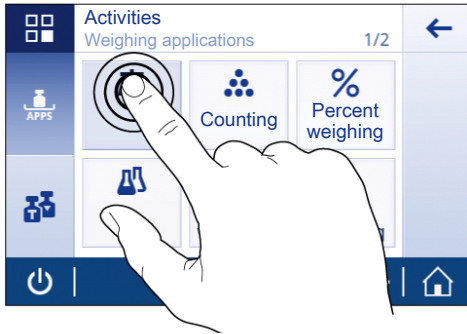 Activities
Weighing applications 1/2
APPS
Counting
%
Percent
weighing